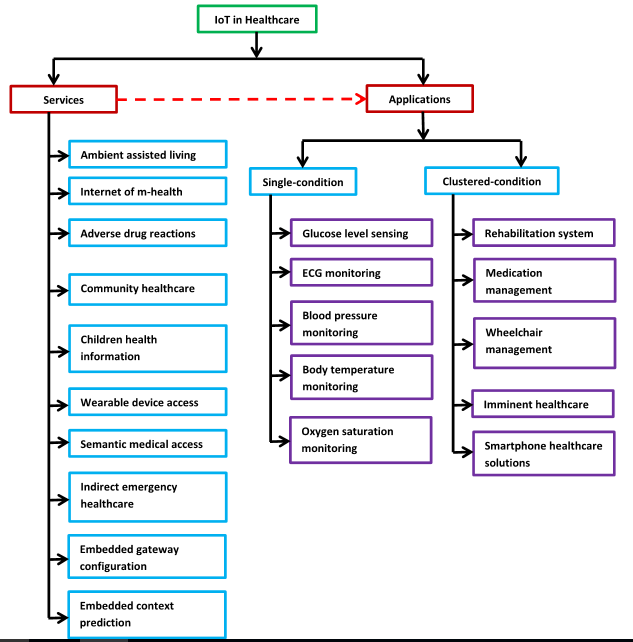 IoT in Healthcare
Services
Applications
Ambient assisted living
Internet of m-health
Adverse drug reactions
Community healthcare
Children health
information
Wearable device access
Semantic medical access
Indirect emergency
healthcare
Embedded gateway
configuration
Embedded context
prediction
Single-condition
Glucose level sensing
ECG monitoring
Blood pressure
monitoring
Body temperature
monitoring
Oxygen saturation
monitoring
Clustered-condition
Rehabilitation system
Medication
management
Wheelchair
management
Imminent healthcare
Smartphone healthcare
solutions